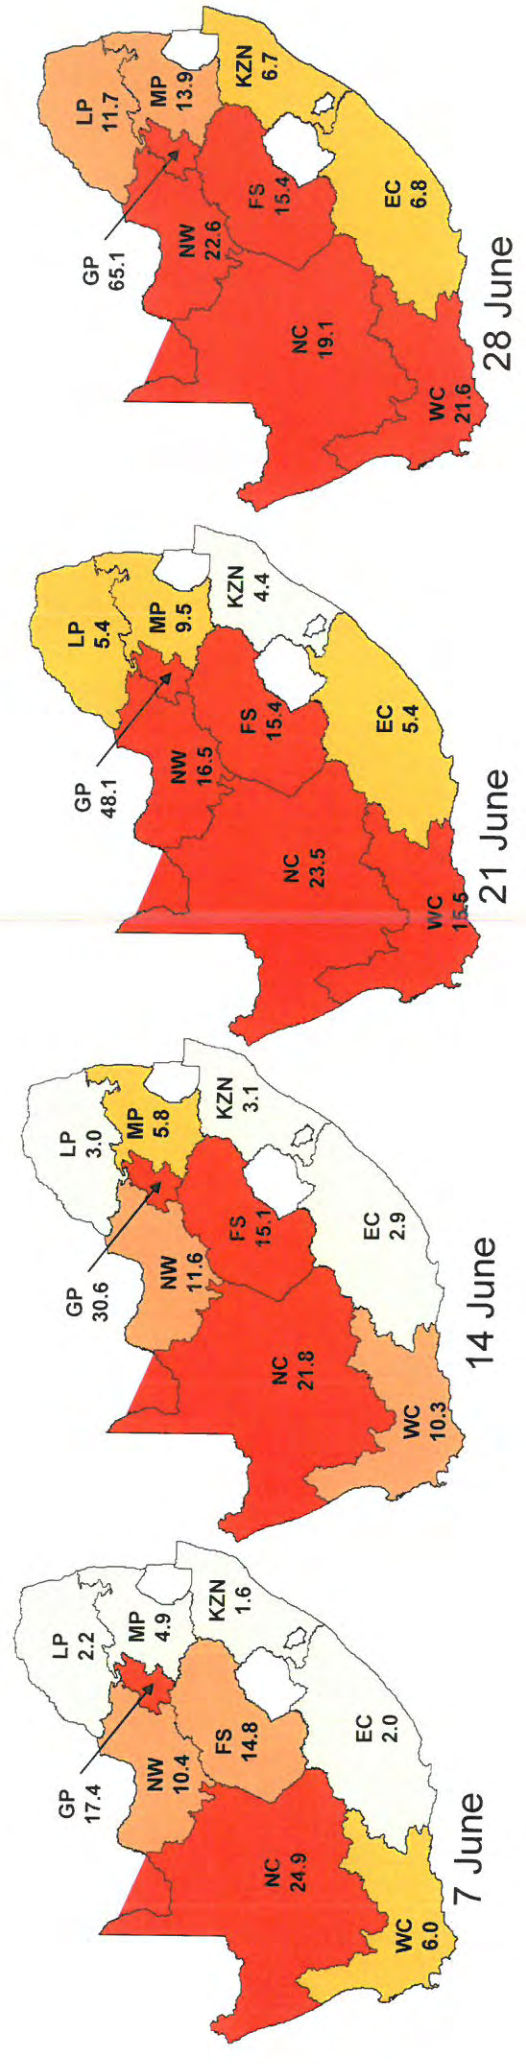 LP
2.2
MP
4.9
GP
17.4
NW
10.4
KZN
1.6
FS
14.8
NC
24.9
EC
2.0
WC
6.0
7 June
LP
3.0
MP
5.8
GP
30.6
NW
11.6
KZN
3.1
FS
15.1
NC
21.8
EC
2.9
WC
10.3
14 June
LP
5.4
MP
9.5
GP
48.1
NW
16.5
KZN
4.4
FS
15.4
NC
23.5
EC
5.4
WC
15.5
21 June
LP
11.7
MP
13.9
GP
65.1
NW
22.6
KZN
6.7
FS
15.4
NC
19.1
EC
6.8
WC
21.6
28 June